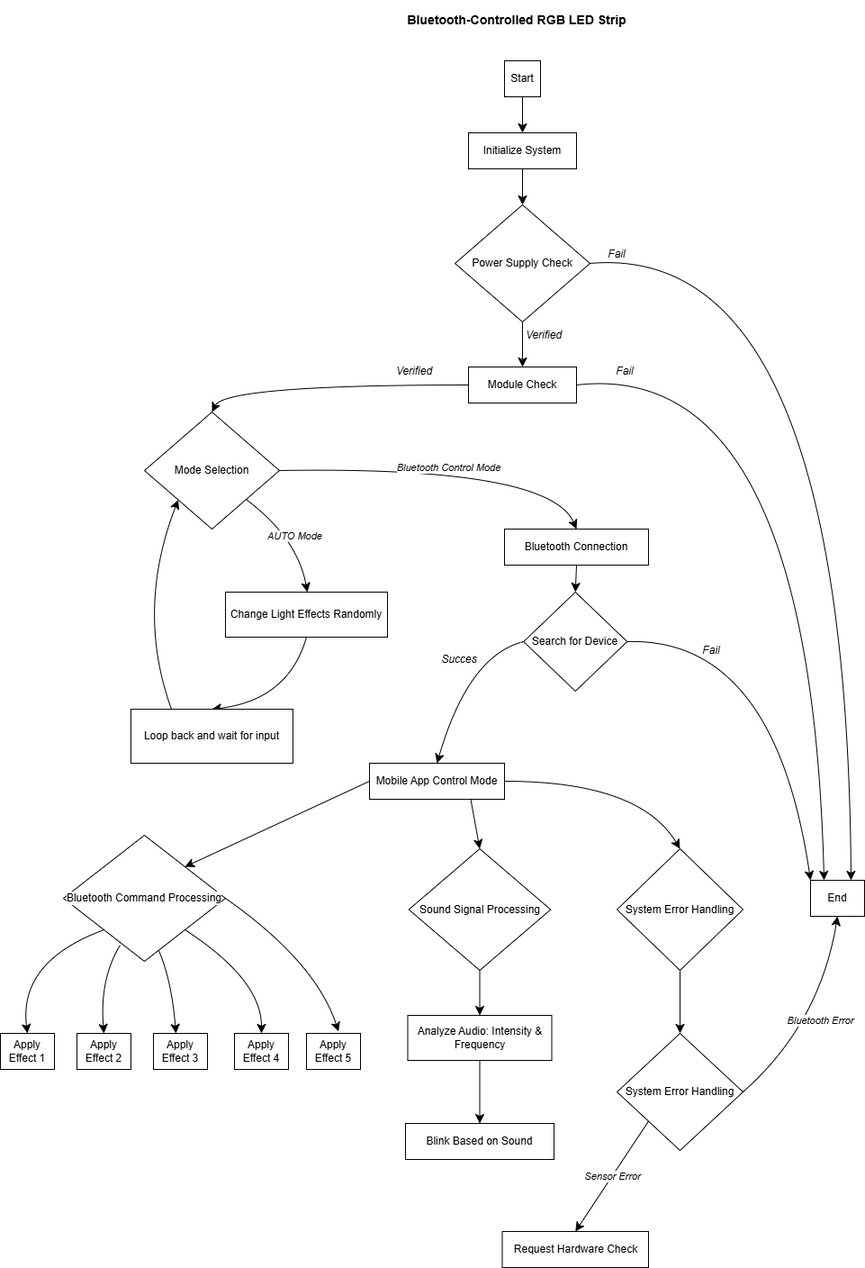 Bluetooth-Controlled RGB LED Strip
Start
Initialize System
Power Supply Check
Fail
Verified
Verified
Module Check
Fail
Mode Selection
Bluetooth Control Mode
AUTO Mode
Bluetooth Connection
Change Light Effects Randomly
Search for Device
Succes
Fail
Loop back and wait for input
Mobile App Control Mode
Bluetooth Command Processing
Sound Signal Processing
System Error Handling
End
Apply
Effect 1
Apply
Effect 2
Apply
Effect 3
Apply
Effect 4
Apply
Effect 5
Analyze Audio: Intensity &
Frequency
Bluetooth Error
System Error Handling
Blink Based on Sound
Sensor Error
Request Hardware Check